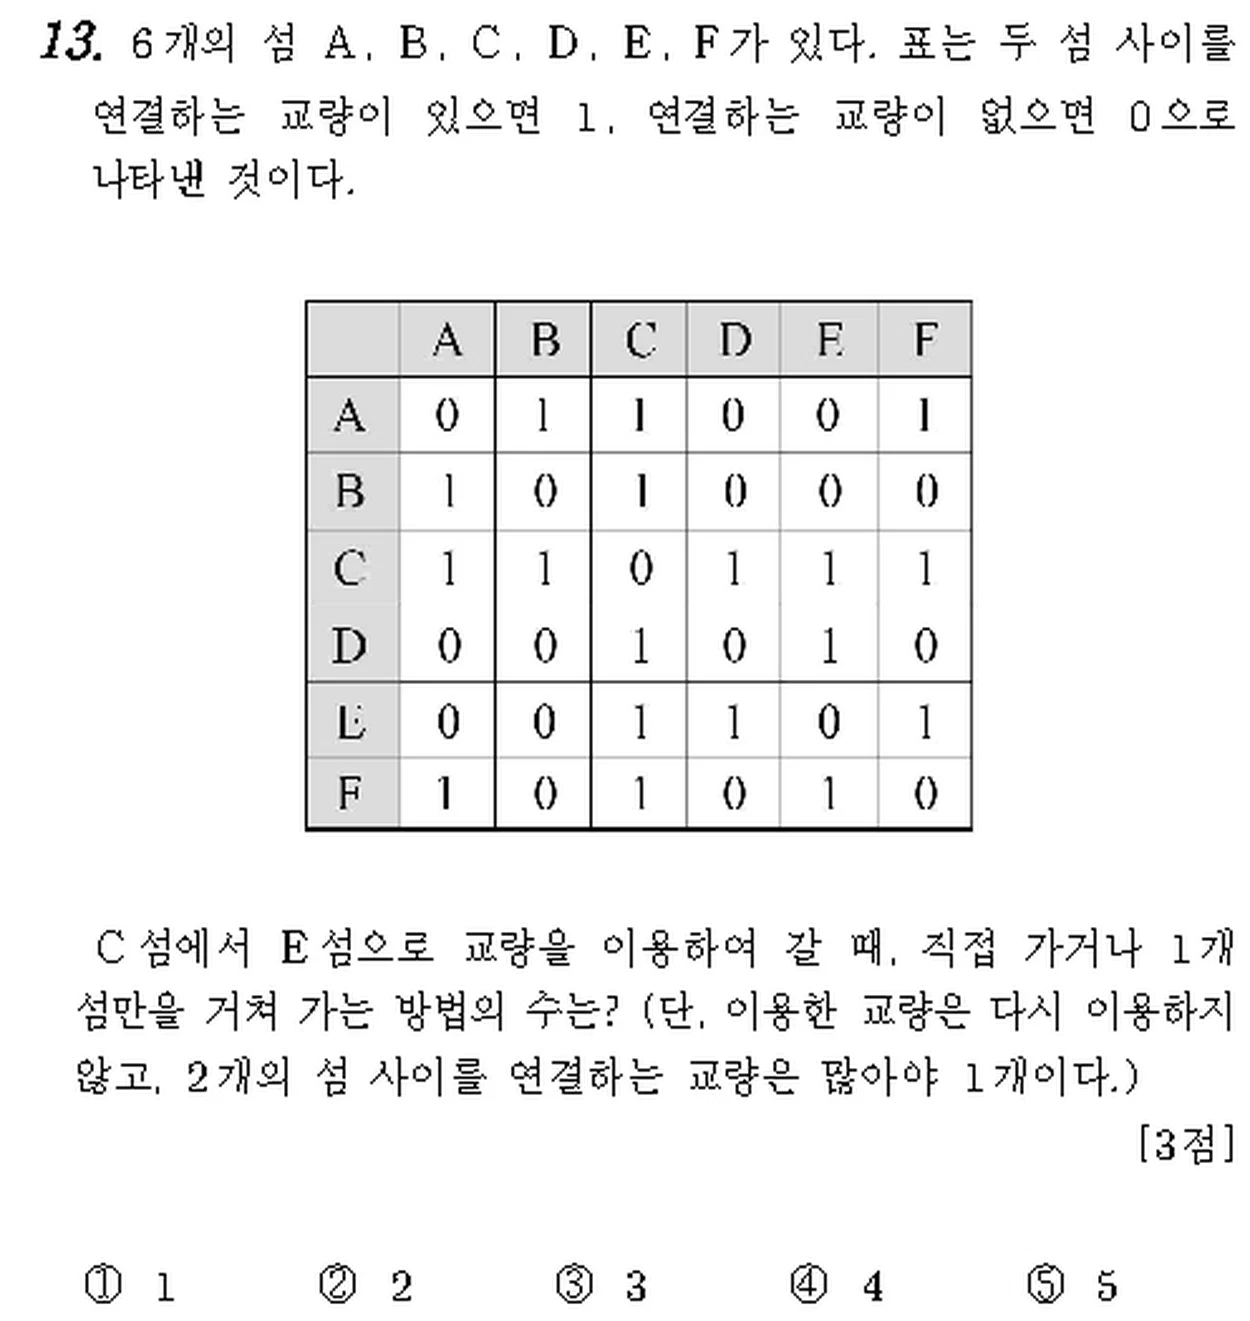 13. 6개의 섬 A, B, C, D, E, F가 있다. 표는 두 섬 사이를
연결하는 교량이 있으면 1, 연결하는 교량이 없으면 0으로
나타낸 것이다.
A B C D E F
A 0 1 1 0 0 1
B 1 0 1 0 0 0
C 1 1 0 1 1 1
D 0 0 1 0 1 0
E 0 0 1 1 0 1
F 1 0 1 0 1 0
C섬에서 E섬으로 교량을 이용하여 갈 때, 직접 가거나 1개
섬만을 거쳐 가는 방법의 수는? (단, 이용한 교량은 다시 이용하지
않고, 2개의 섬 사이를 연결하는 교량은 많아야 1개이다.)
[3점]
① 1 ② 2 ③ 3 ④ 4 ⑤ 5